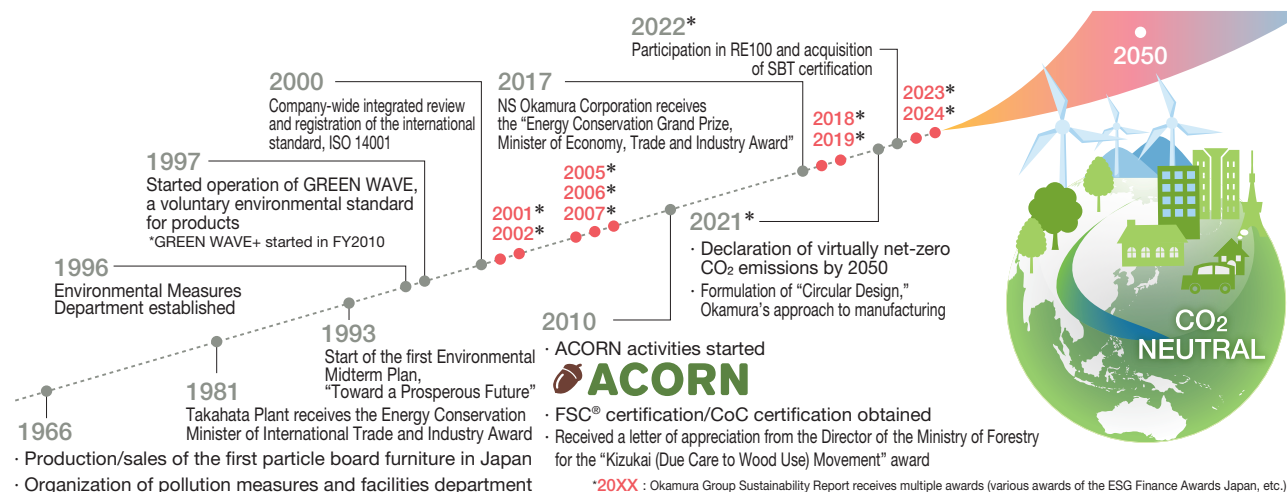 1966
· Production/sales of the first particle board furniture in Japan
· Organization of pollution measures and facilities department
1981
Takahata Plant receives the Energy Conservation
Minister of International Trade and Industry Award
1993
Start of the first Environmental
Midterm Plan,
“Toward a Prosperous Future”
1996
Environmental Measures
Department established
1997
Started operation of GREEN WAVE,
a voluntary environmental standard
for products
*GREEN WAVE+ started in FY2010
2000
Company-wide integrated review
and registration of the international
standard, ISO 14001
2001*
2002*
2005*
2006*
2007*
2010
· ACORN activities started
ACORN
· FSC® certification/CoC certification obtained
· Received a letter of appreciation from the Director of the Ministry of Forestry
for the “Kizukai (Due Care to Wood Use) Movement” award
2017
NS Okamura Corporation receives
the “Energy Conservation Grand Prize,
Minister of Economy, Trade and Industry Award”
2018*
2019*
2021*
· Declaration of virtually net-zero
CO₂ emissions by 2050
· Formulation of “Circular Design,”
Okamura’s approach to manufacturing
2022*
Participation in RE100 and acquisition
of SBT certification
2023*
2024*
2050
CO₂
NEUTRAL
*20XX : Okamura Group Sustainability Report receives multiple awards (various awards of the ESG Finance Awards Japan, etc.)